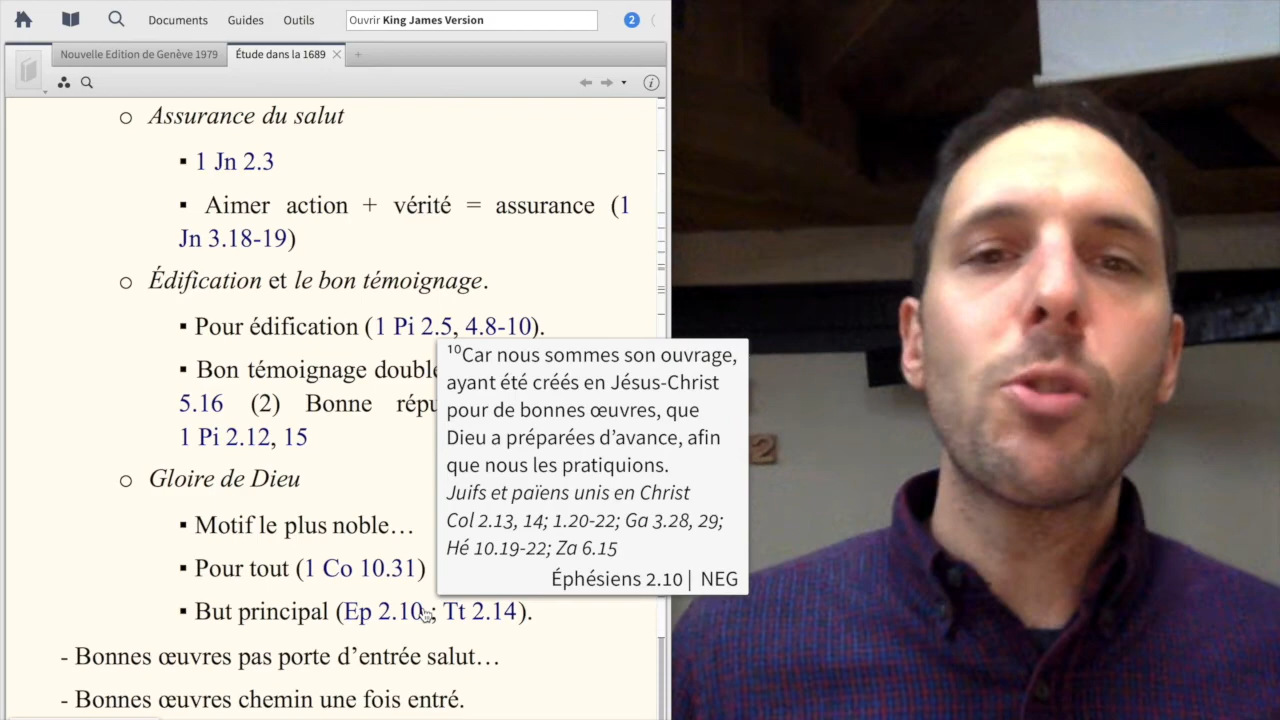 Documents Guides Outils Ouvrir King James Version 2
Nouvelle Edition de Genève 1979 Étude dans la 1689
○ Assurance du salut
▪ 1 Jn 2.3
▪ Aimer action + vérité = assurance (1
Jn 3.18-19)
○ Édification et le bon témoignage.
▪ Pour édification (1 Pi 2.5, 4.8-10).
▪ Bon témoignage double
5.16 (2) Bonne répu
1 Pi 2.12, 15
○ Gloire de Dieu
▪ Motif le plus noble…
▪ Pour tout (1 Co 10.31)
▪ But principal (Ep 2.10; Tt 2.14).
- Bonnes œuvres pas porte d’entrée salut…
- Bonnes œuvres chemin une fois entré.
10Car nous sommes son ouvrage,
ayant été créés en Jésus-Christ
pour de bonnes œuvres, que
Dieu a préparées d’avance, afin
que nous les pratiquions.
Juifs et païens unis en Christ
Col 2.13, 14; 1.20-22; Ga 3.28, 29;
Hé 10.19-22; Za 6.15
Éphésiens 2.10 | NEG
2